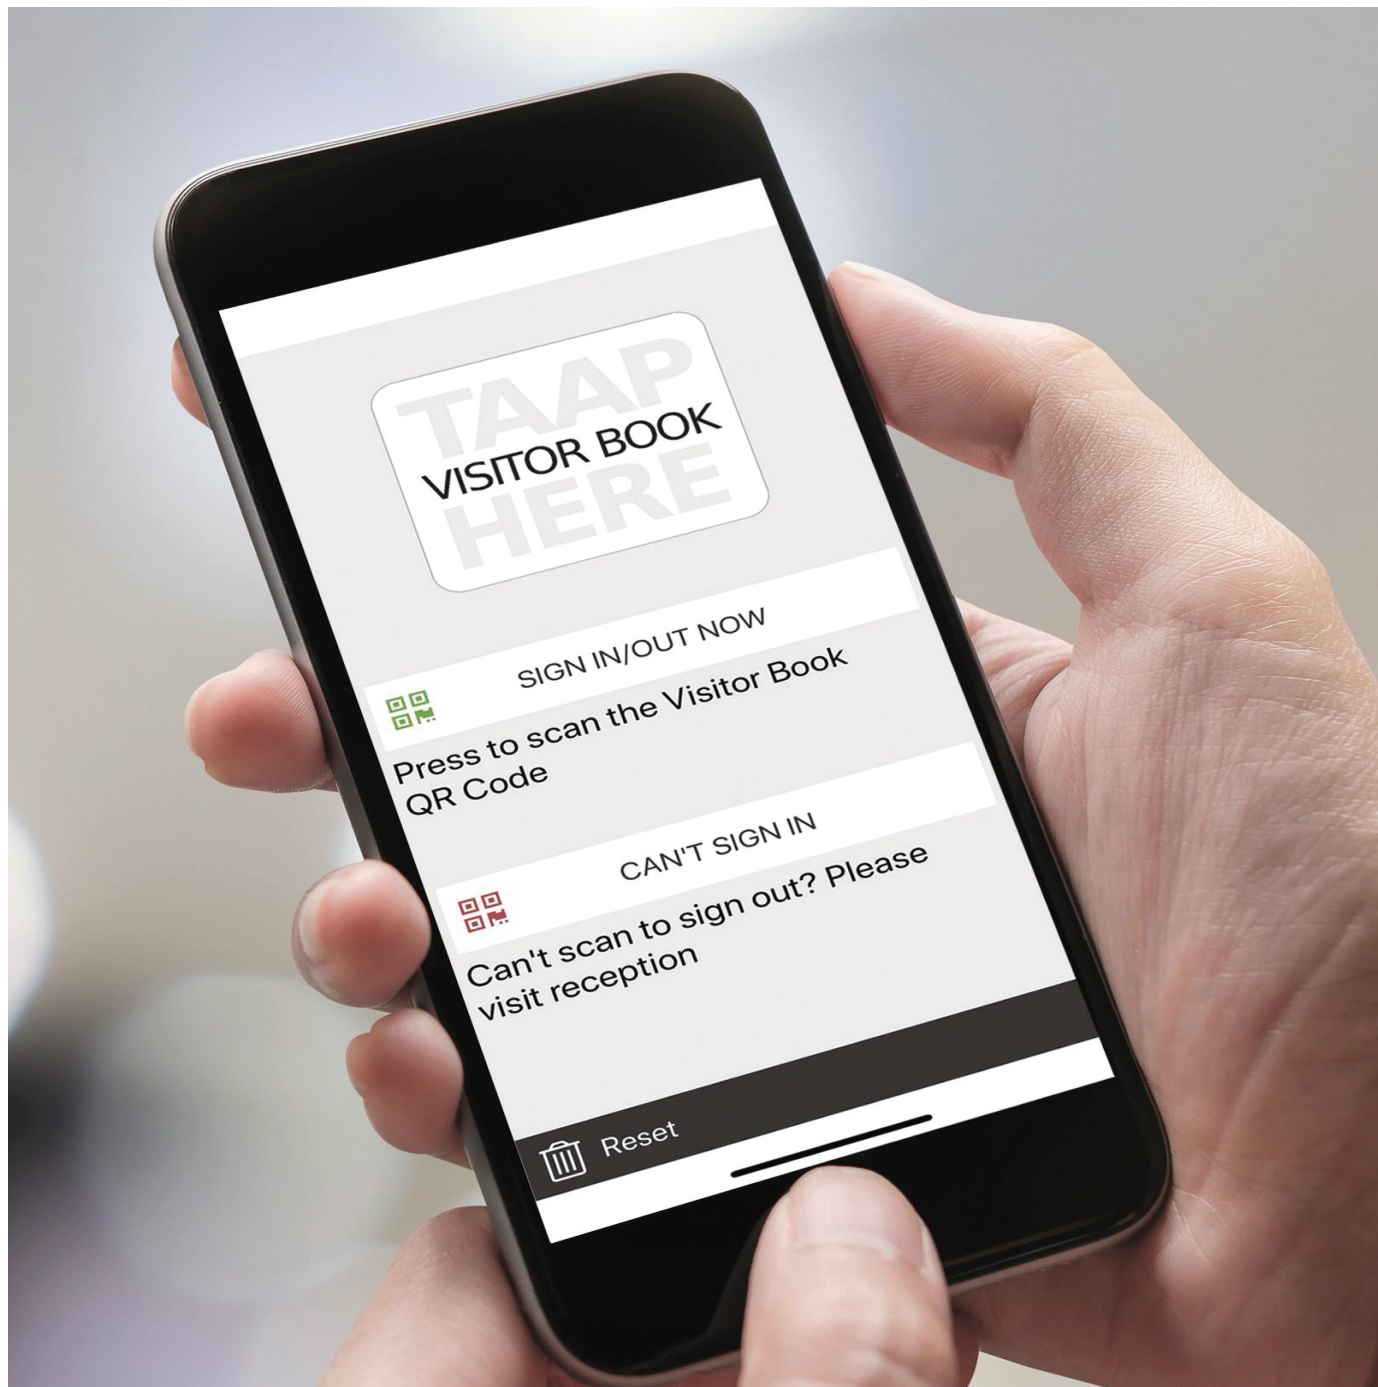 TAAP
VISITOR BOOK
HERE
SIGN IN/OUT NOW
Press to scan the Visitor Book
QR Code
CAN'T SIGN IN
Can't scan to sign out? Please
visit reception
Reset